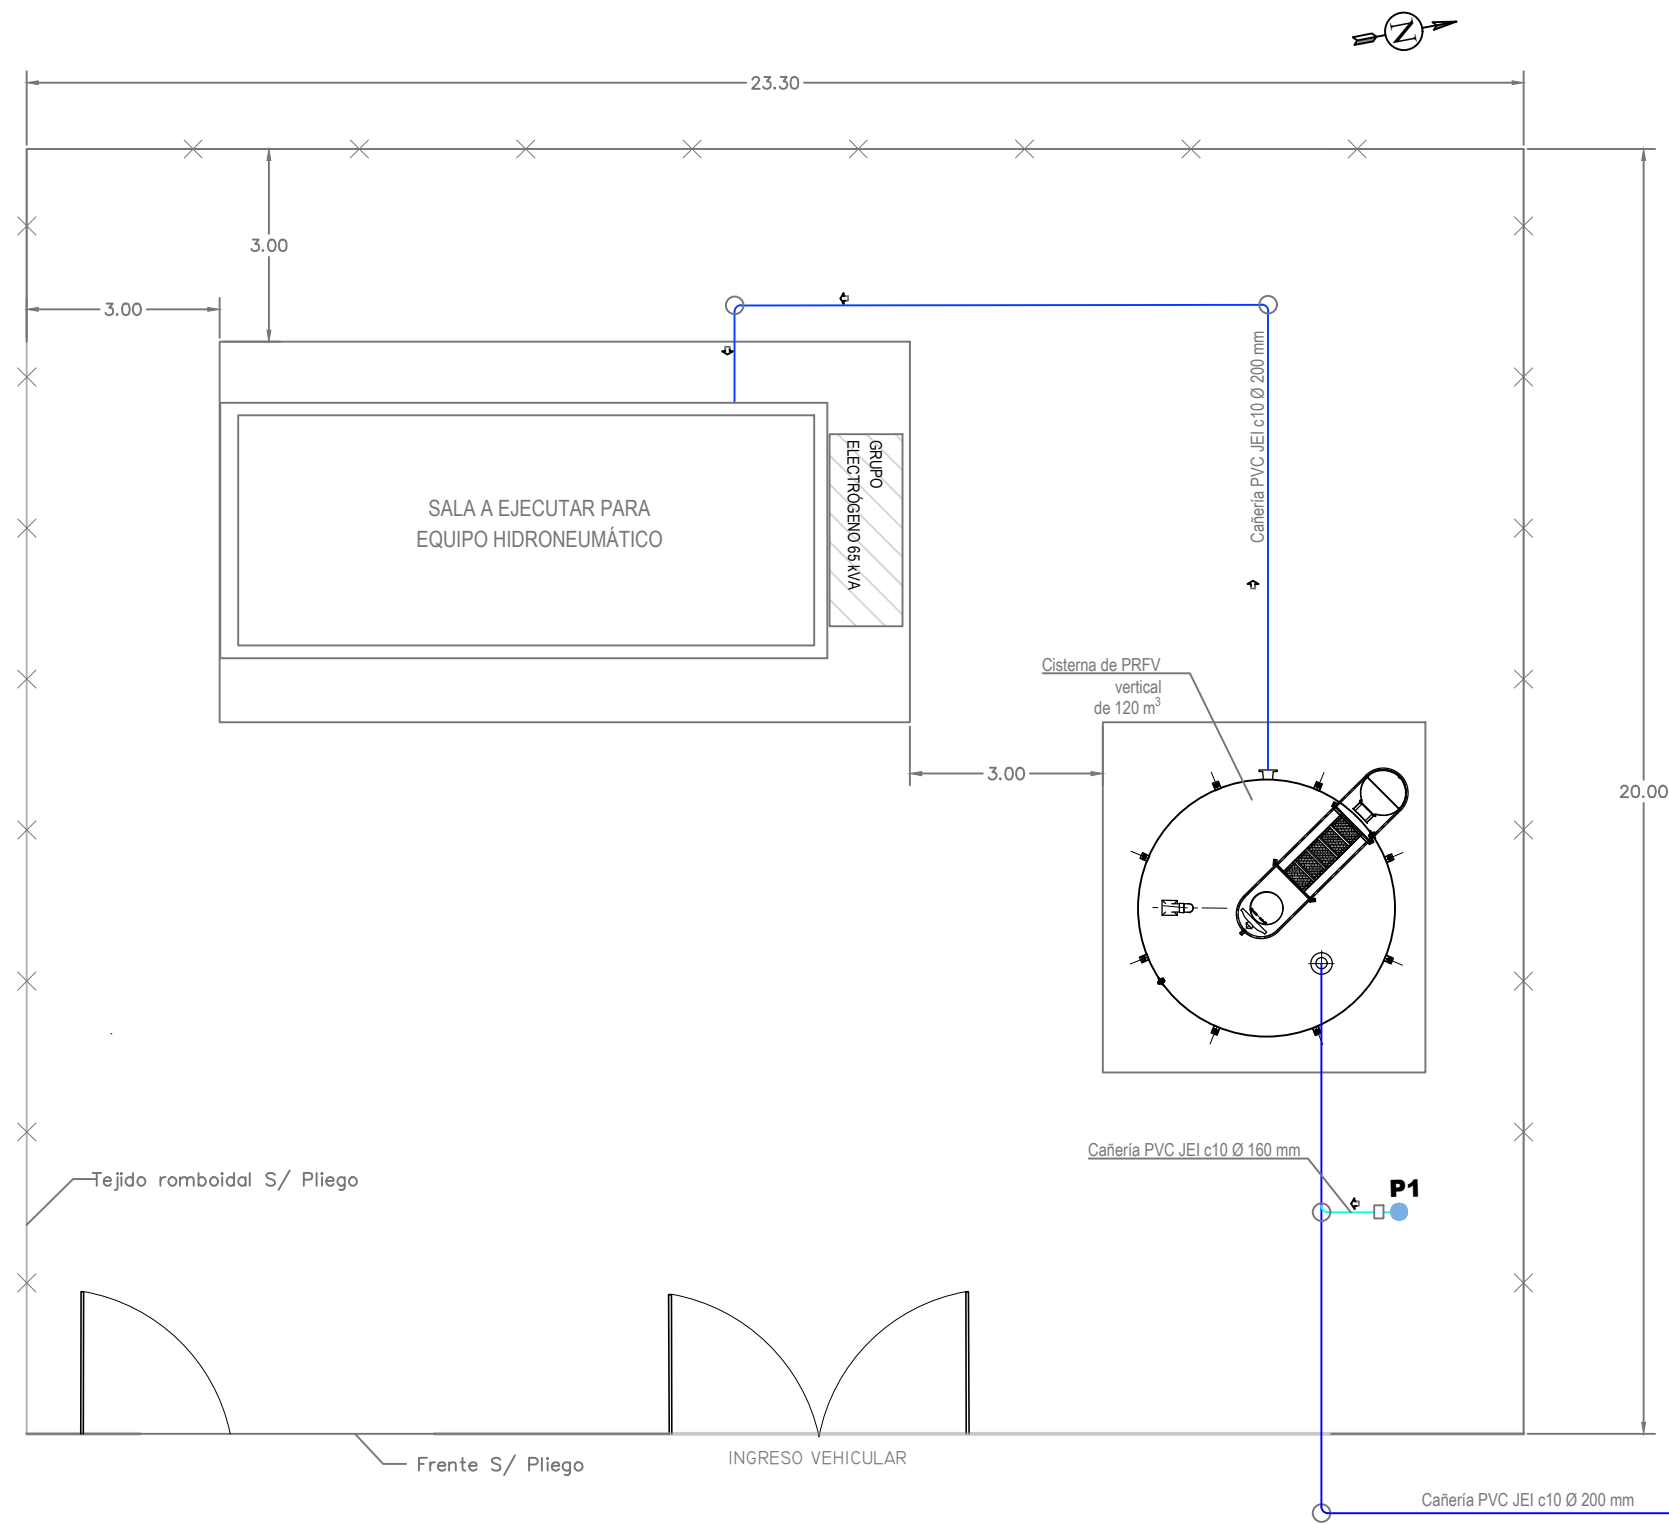 N
23.30
3.00
3.00
Cañería PVC JEI c10 Ø 200 mm
GRUPO
ELECTRÓGENO 65 kVA
SALA A EJECUTAR PARA
EQUIPO HIDRONEUMÁTICO
Cisterna de PRFV
vertical
de 120 m³
3.00
20.00
Cañería PVC JEI c10 Ø 160 mm
P1
Tejido romboidal S/ Pliego
Frente S/ Pliego
INGRESO VEHICULAR
Cañería PVC JEI c10 Ø 200 mm